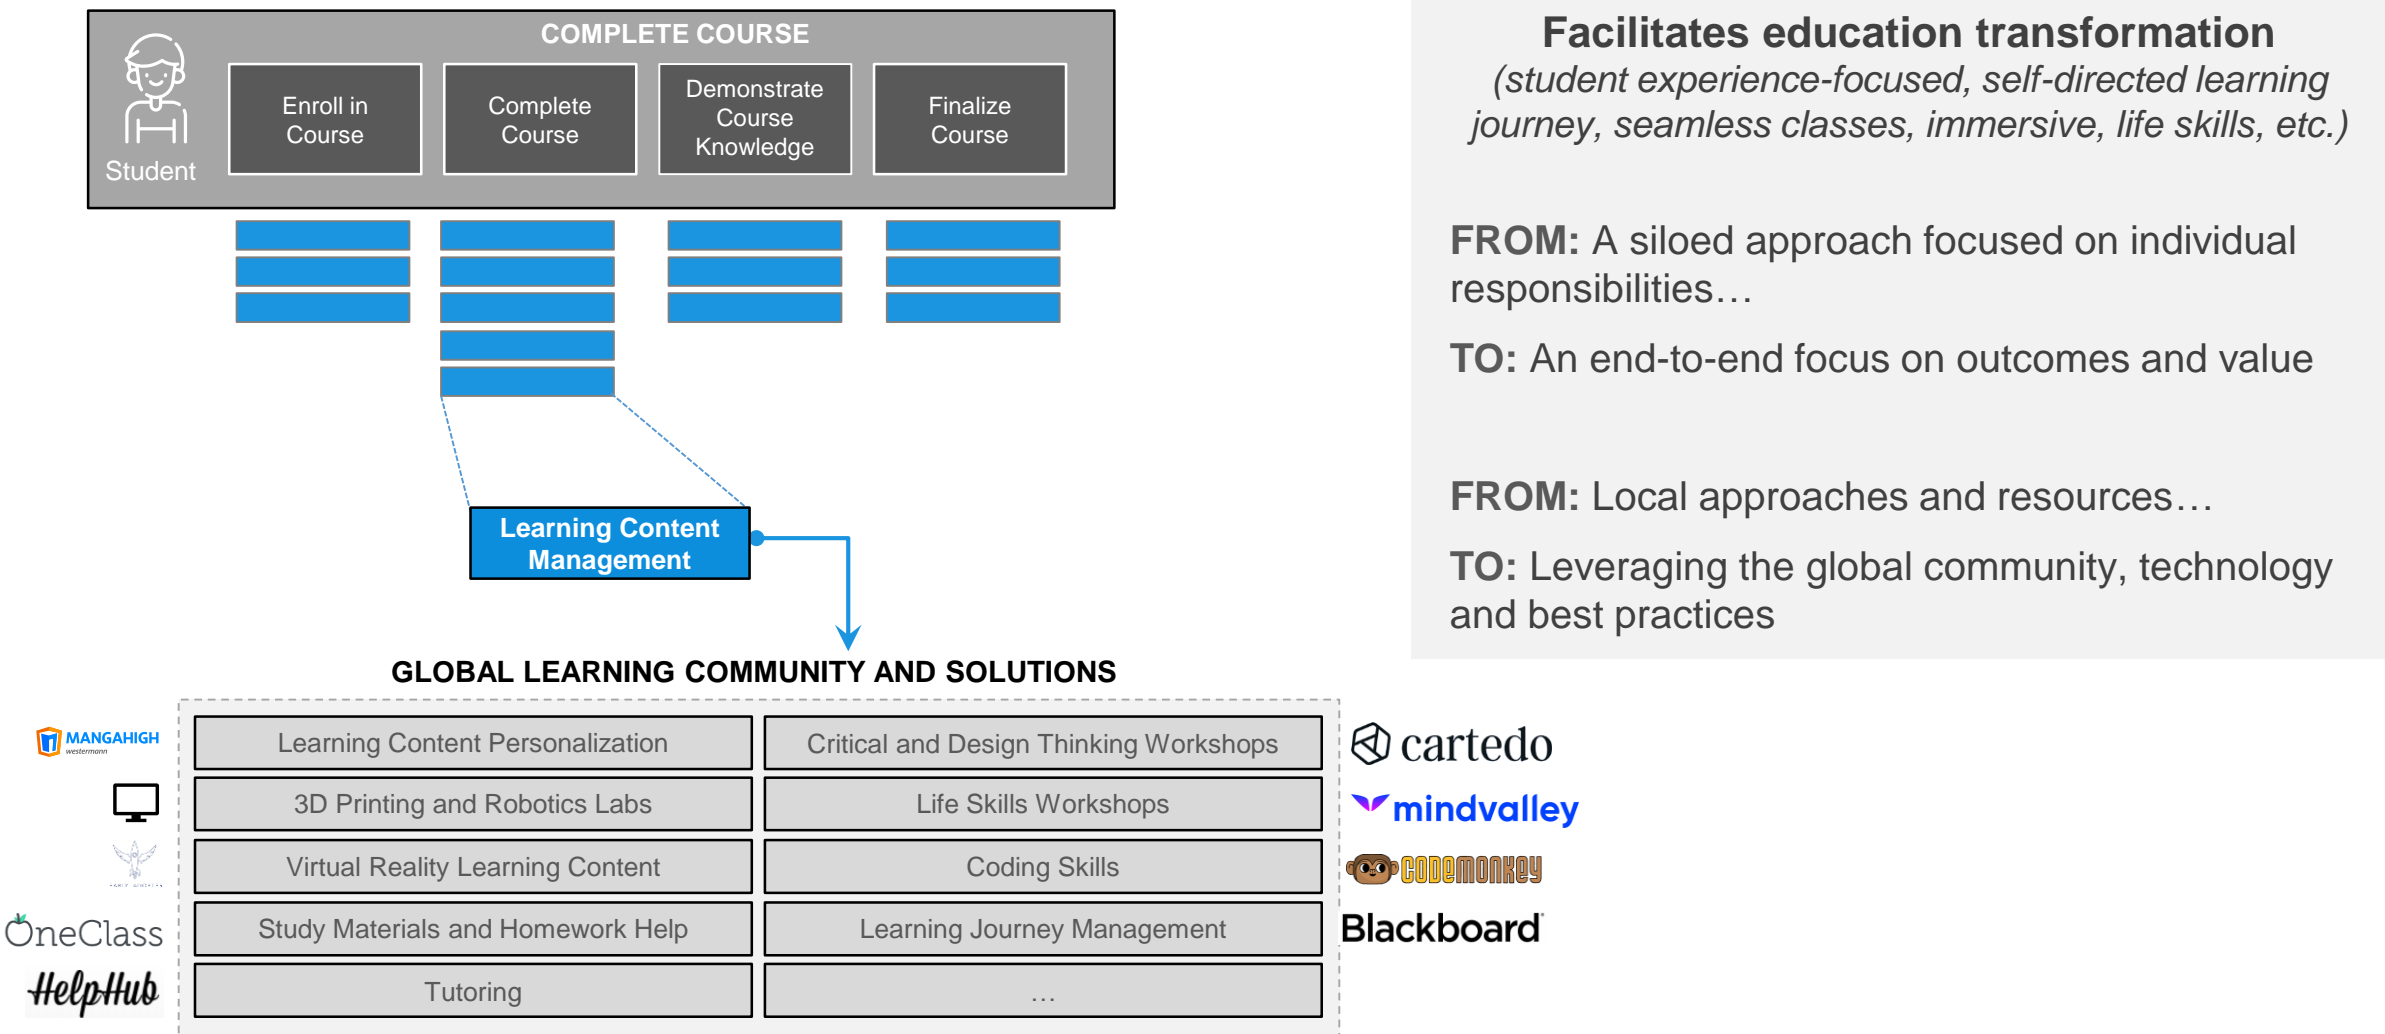 COMPLETE COURSE
Student
Enroll in
Course
Complete
Course
Demonstrate
Course
Knowledge
Finalize
Course
Learning Content
Management
GLOBAL LEARNING COMMUNITY AND SOLUTIONS
MANGAHIGH
westermann
Learning Content Personalization
Critical and Design Thinking Workshops
cartedo
3D Printing and Robotics Labs
Life Skills Workshops
mindvalley
Virtual Reality Learning Content
Coding Skills
CODEMONKEY
OneClass
Study Materials and Homework Help
Learning Journey Management
Blackboard
HelpHub
Tutoring
…
Facilitates education transformation
(student experience-focused, self-directed learning
journey, seamless classes, immersive, life skills, etc.)
FROM: A siloed approach focused on individual
responsibilities…
TO: An end-to-end focus on outcomes and value
FROM: Local approaches and resources…
TO: Leveraging the global community, technology
and best practices